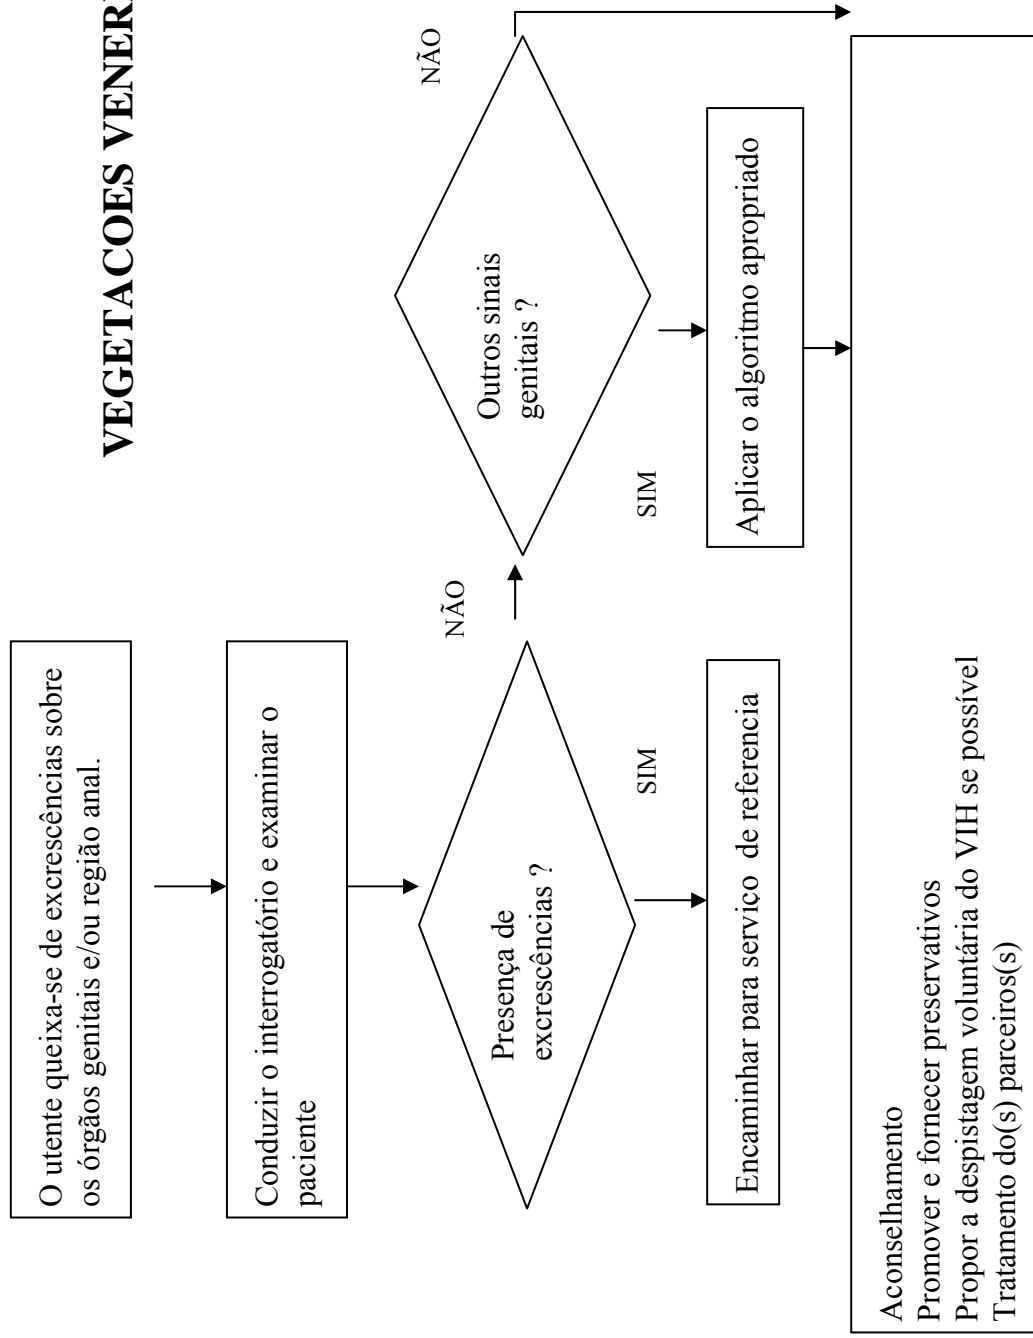 VEGETACOES VENER
O utente queixa-se de excrescências sobre
os órgãos genitais e/ou região anal.
Conduzir o interrogatório e examinar o
paciente
Presença de
excrescências ?
NÃO
SIM
Encaminhar para serviço de referencia
Outros sinais
genitais ?
NÃO
SIM
Aplicar o algoritmo apropriado
Aconselhamento
Promover e fornecer preservativos
Propor a despistagem voluntária do VIH se possível
Tratamento do(s) parceiros(s)